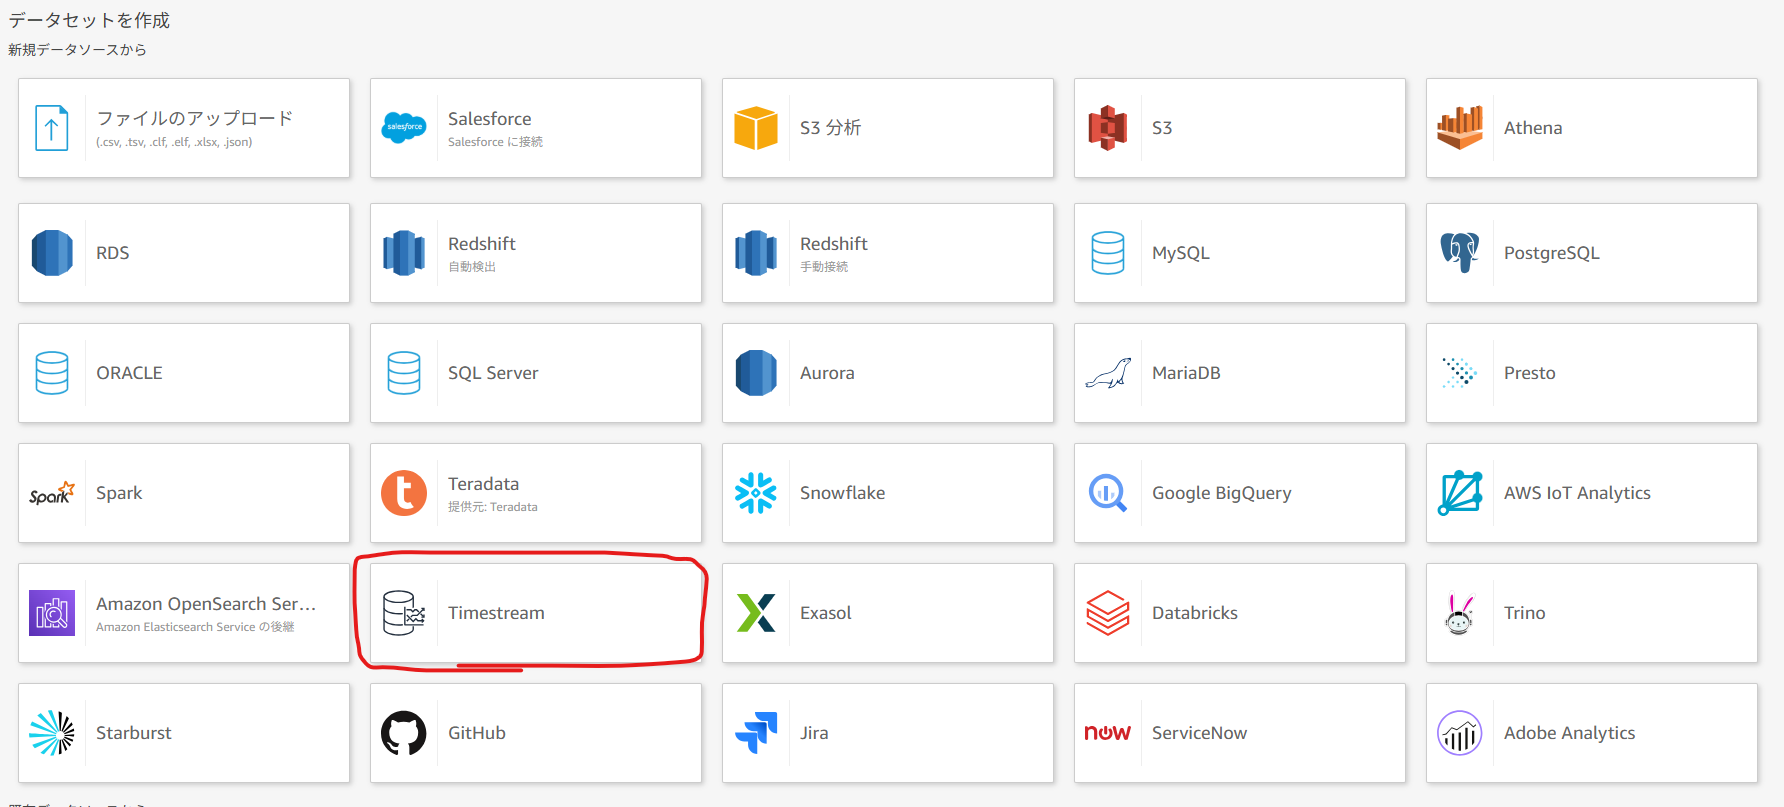 データセットを作成
新規データソースから
ファイルのアップロード
(.csv, .tsv, .clf, .elf, .xlsx, .json)
salesforce
Salesforce
Salesforce に接続
S3 分析
S3
Athena
RDS
Redshift
自動検出
Redshift
手動接続
MySQL
PostgreSQL
ORACLE
SQL Server
Aurora
MariaDB
Presto
Spark
Spark
t
Teradata
提供元: Teradata
Snowflake
Google BigQuery
AWS IoT Analytics
Amazon OpenSearch Ser...
Amazon Elasticsearch Service の後継
Timestream
Exasol
Databricks
Trino
Starburst
GitHub
Jira
now
ServiceNow
Adobe Analytics